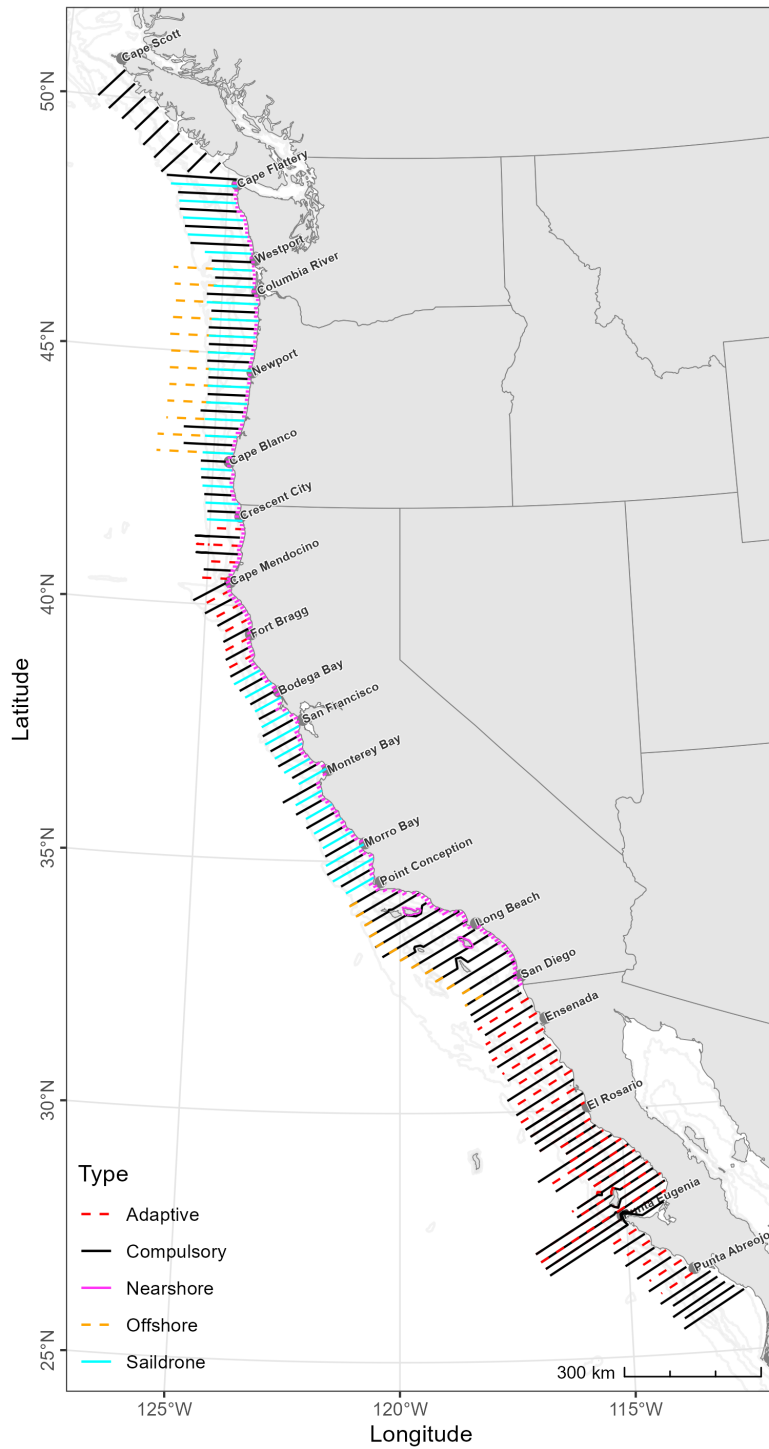 Cape Scott
50°N
Cape Flattery
Westport
Columbia River
45°N
Newport
Cape Blanco
Crescent City
Cape Mendocino
40°N
Fort Bragg
Bodega Bay
San Francisco
Latitude
Monterey Bay
Morro Bay
35°N
Point Conception
Long Beach
San Diego
Ensenada
30°N
El Rosario
Type
Adaptive
Compulsory
Nearshore
Offshore
Saildrone
Eugenia
Punta Abreojo
25°N
300 km
125°W
120°W
115°W
Longitude